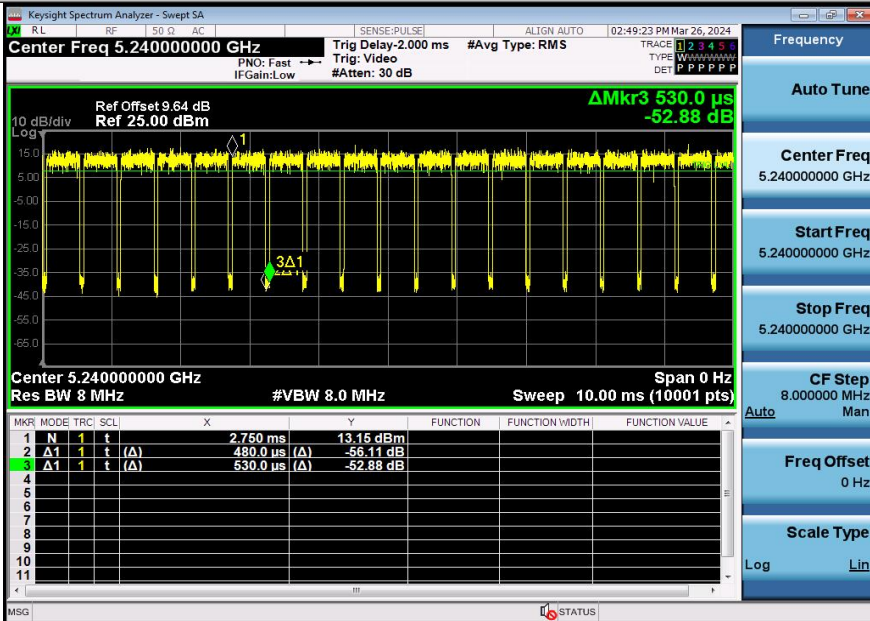 Keysight Spectrum Analyzer - Swept SA
LXI RL RF 50 Ω AC SENSE:PULSE ALIGN AUTO 02:49:23 PM Mar 26, 2024
Center Freq 5.240000000 GHz
PNO: Fast
IFGain:Low
Trig Delay-2.000 ms
Trig: Video
#Atten: 30 dB
#Avg Type: RMS
TRACE 1 2 3 4 5 6
TYPE WWWWWW
DET P P P P P P
Frequency
Auto Tune
Center Freq
5.240000000 GHz
Start Freq
5.240000000 GHz
Stop Freq
5.240000000 GHz
CF Step
8.000000 MHz
Auto Man
Freq Offset
0 Hz
Scale Type
Log Lin
Ref Offset 9.64 dB
10 dB/div Ref 25.00 dBm
Log
ΔMkr3 530.0 µs
-52.88 dB
1
15.0
5.00
-5.00
-15.0
-25.0
-35.0
-45.0
-55.0
-65.0
3Δ1
Center 5.240000000 GHz Span 0 Hz
Res BW 8 MHz #VBW 8.0 MHz Sweep 10.00 ms (10001 pts)
MKR MODE TRC SCL X Y FUNCTION FUNCTION WIDTH FUNCTION VALUE
1 N 1 t 2.750 ms 13.15 dBm
2 Δ1 1 t (Δ) 480.0 µs (Δ) -56.11 dB
3 Δ1 1 t (Δ) 530.0 µs (Δ) -52.88 dB
4
5
6
7
8
9
10
11
MSG STATUS